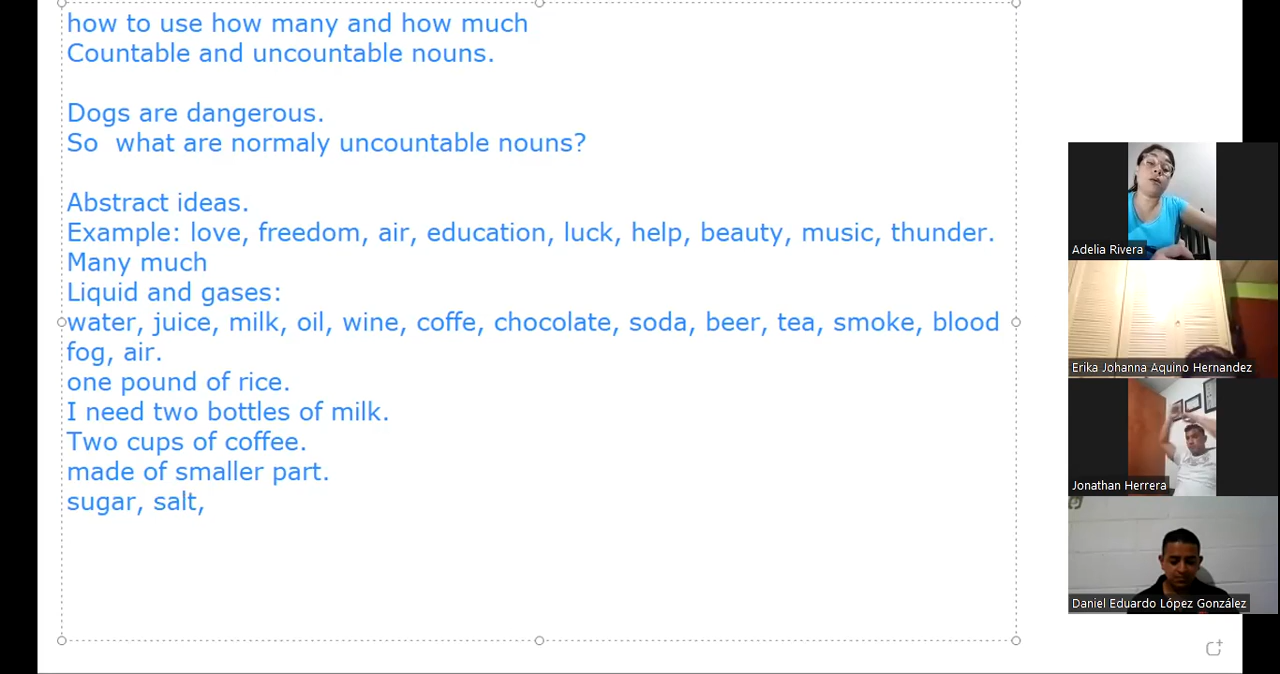 how to use how many and how much
Countable and uncountable nouns.
Dogs are dangerous.
So  what are normaly uncountable nouns?
Abstract ideas.
Example: love, freedom, air, education, luck, help, beauty, music, thunder.
Many much
Liquid and gases:
water, juice, milk, oil, wine, coffe, chocolate, soda, beer, tea, smoke, blood
fog, air.
one pound of rice.
I need two bottles of milk.
Two cups of coffee.
made of smaller part.
sugar, salt,
Adelia Rivera
Erika Johanna Aquino Hernandez
Jonathan Herrera
Daniel Eduardo López González